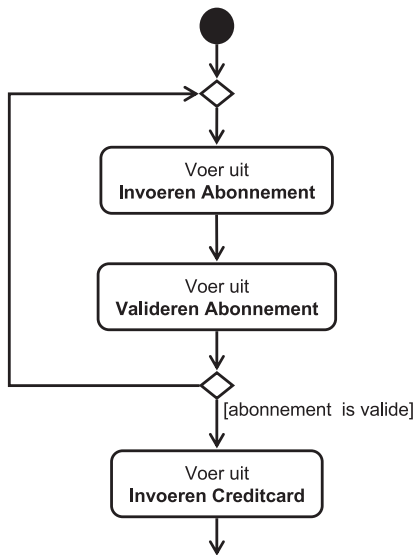 Voer uit
Invoeren Abonnement
Voer uit
Valideren Abonnement
[abonnement is valide]
Voer uit
Invoeren Creditcard